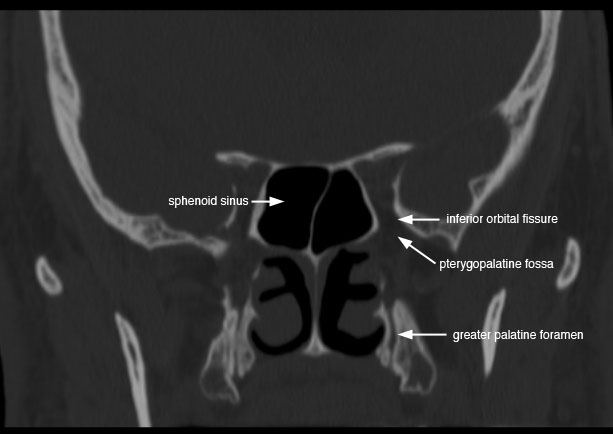 sphenoid sinus
inferior orbital fissure
pterygopalatine fossa
greater palatine foramen